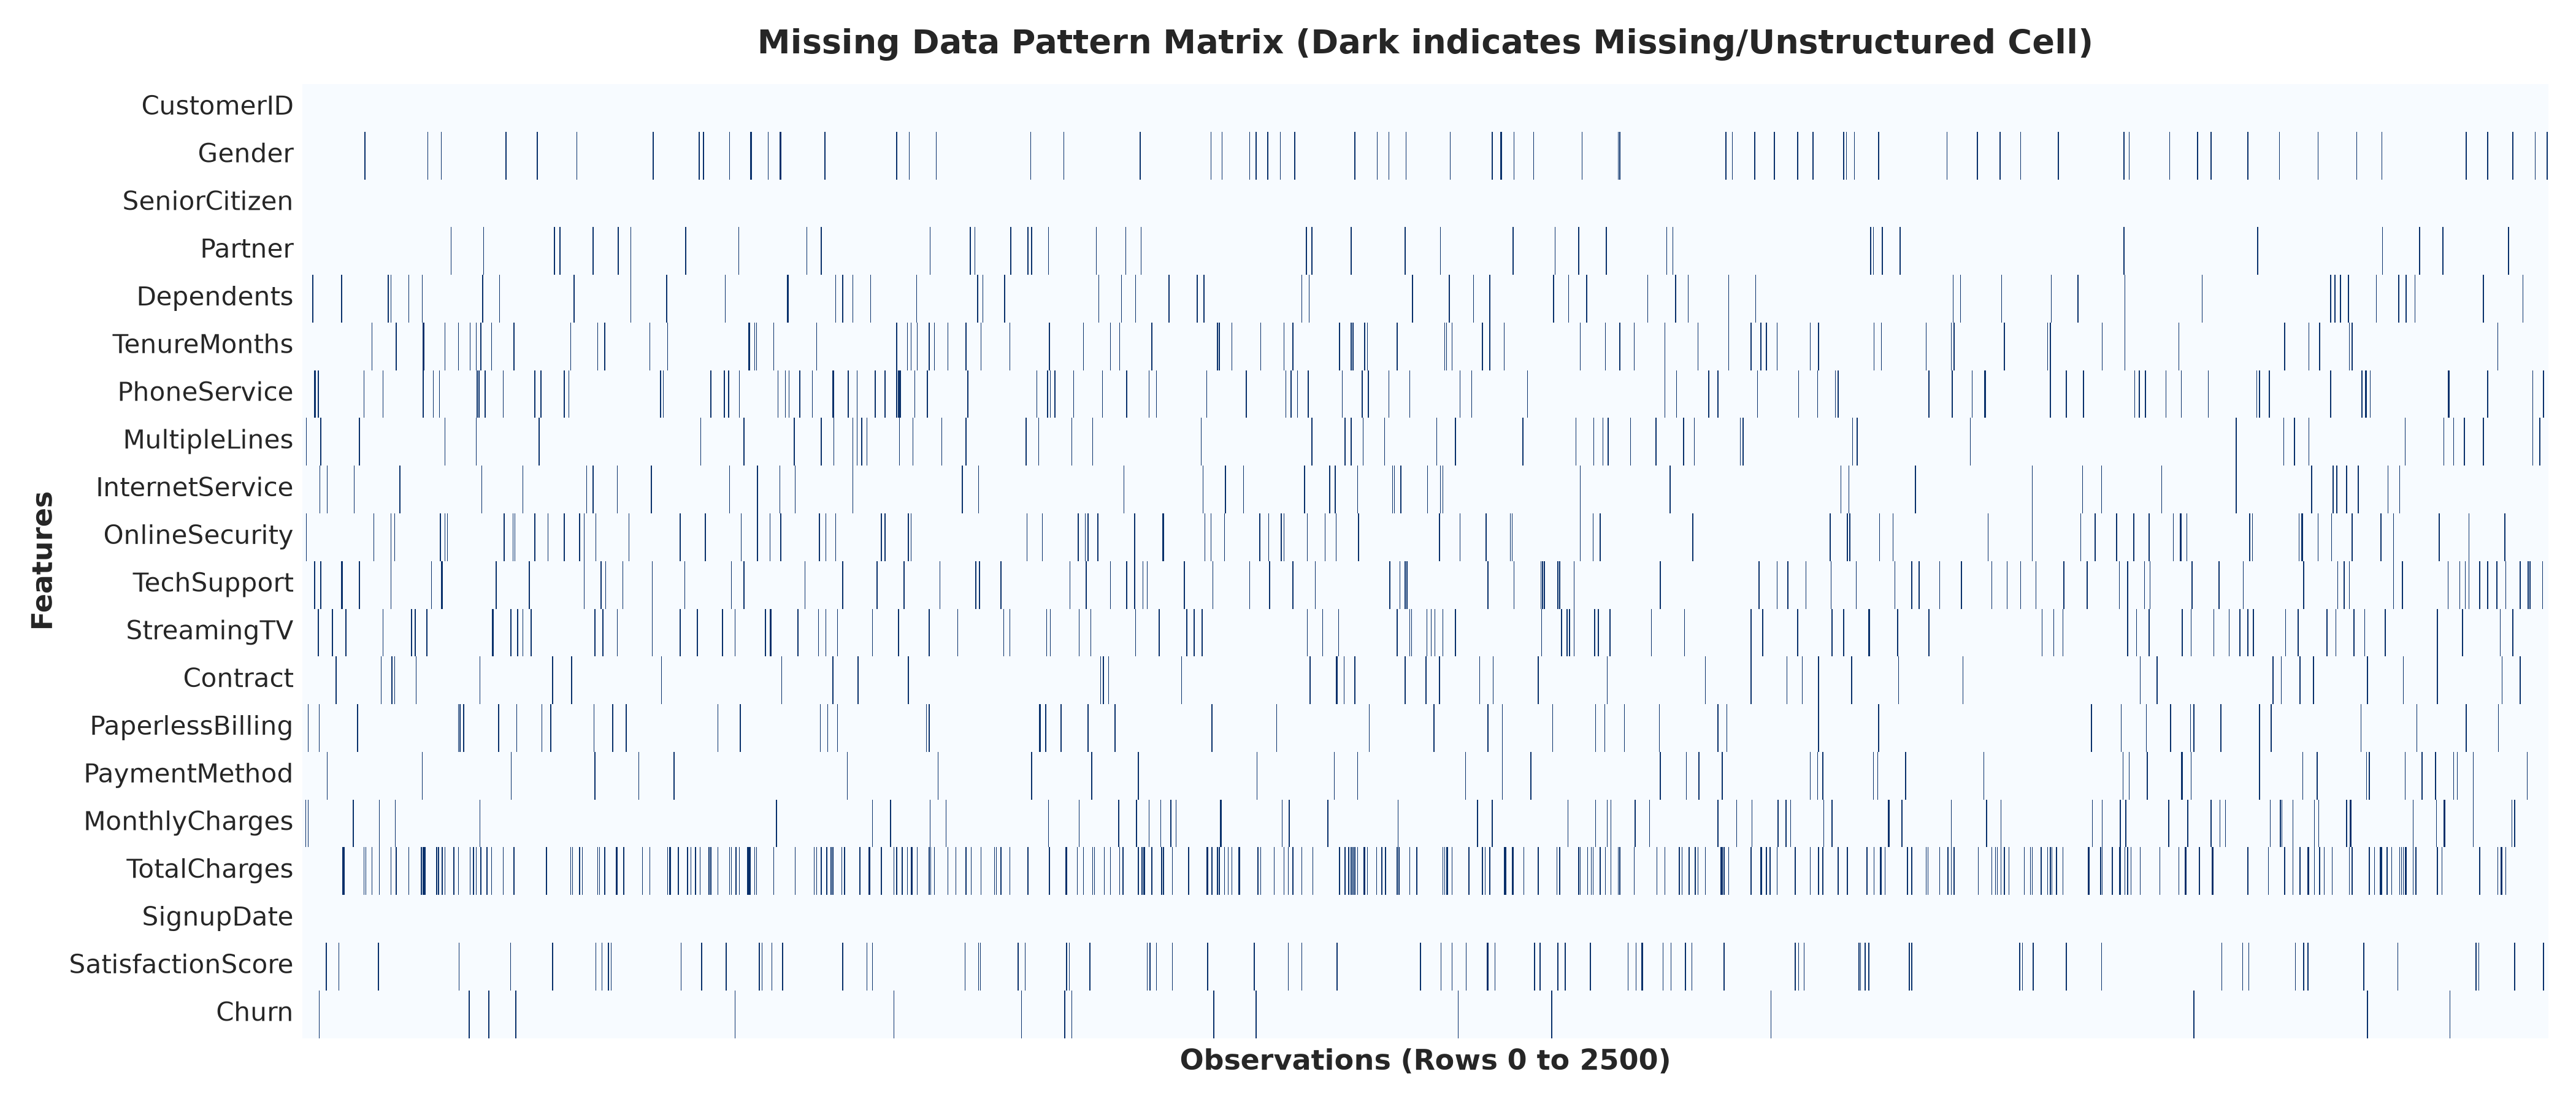 Missing Data Pattern Matrix (Dark indicates Missing/Unstructured Cell)
CustomerID
Gender
SeniorCitizen
Partner
Dependents
TenureMonths
PhoneService
MultipleLines
InternetService
OnlineSecurity
TechSupport
StreamingTV
Contract
PaperlessBilling
PaymentMethod
MonthlyCharges
TotalCharges
SignupDate
SatisfactionScore
Churn
Features
Observations (Rows 0 to 2500)